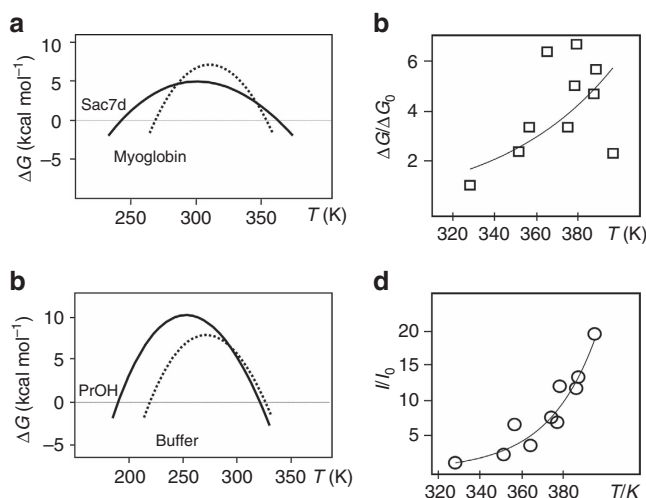 a
ΔG (kcal mol⁻¹)
10
5
0
−5
Sac7d
Myoglobin
250
300
350
T (K)
b
ΔG/ΔG₀
6
4
2
320
340
360
380
T (K)
b
ΔG (kcal mol⁻¹)
10
5
0
−5
PrOH
Buffer
200
250
300
350
T (K)
d
I/I₀
20
15
10
5
320
340
360
380
T/K